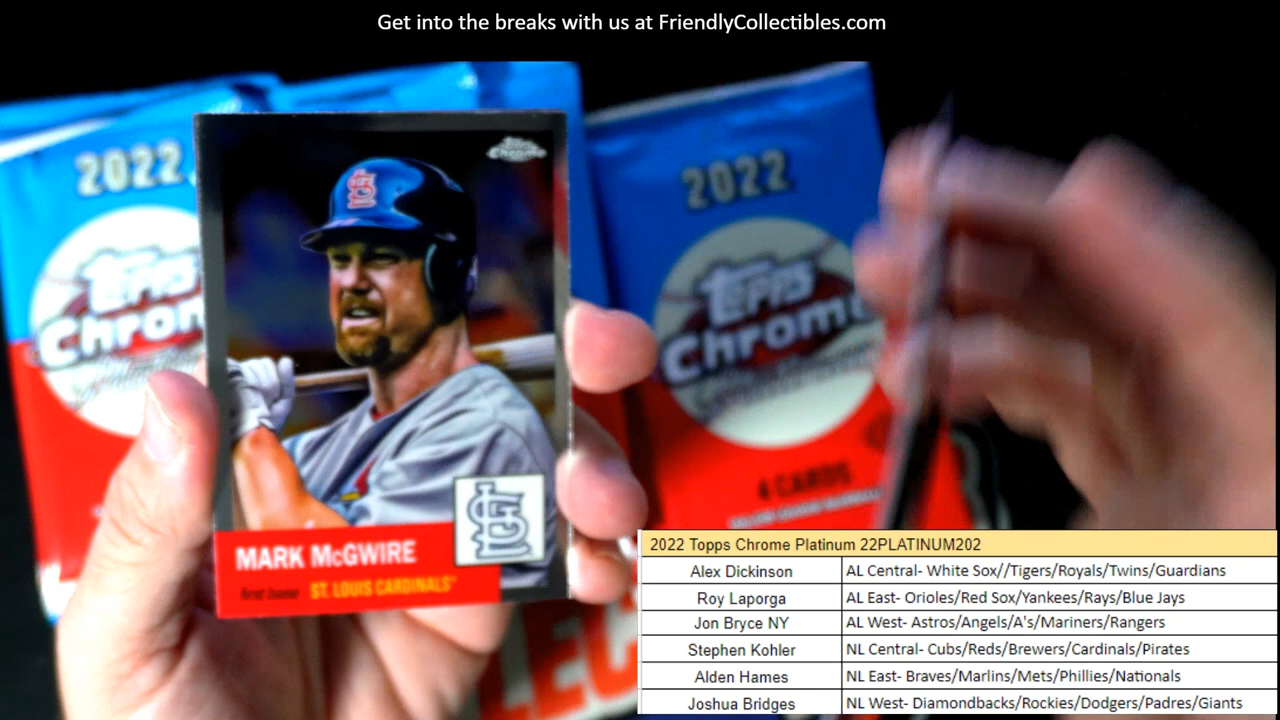 Get into the breaks with us at FriendlyCollectibles.com
2022
Topps
Chrom
2022
Topps
Chrome
4 CARDS
Topps
Chrome
MARK McGWIRE
first base ST. LOUIS CARDINALS
2022 Topps Chrome Platinum 22PLATINUM202
Alex Dickinson AL Central- White Sox//Tigers/Royals/Twins/Guardians
Roy Laporga AL East- Orioles/Red Sox/Yankees/Rays/Blue Jays
Jon Bryce NY AL West- Astros/Angels/A's/Mariners/Rangers
Stephen Kohler NL Central- Cubs/Reds/Brewers/Cardinals/Pirates
Alden Hames NL East- Braves/Marlins/Mets/Phillies/Nationals
Joshua Bridges NL West- Diamondbacks/Rockies/Dodgers/Padres/Giants